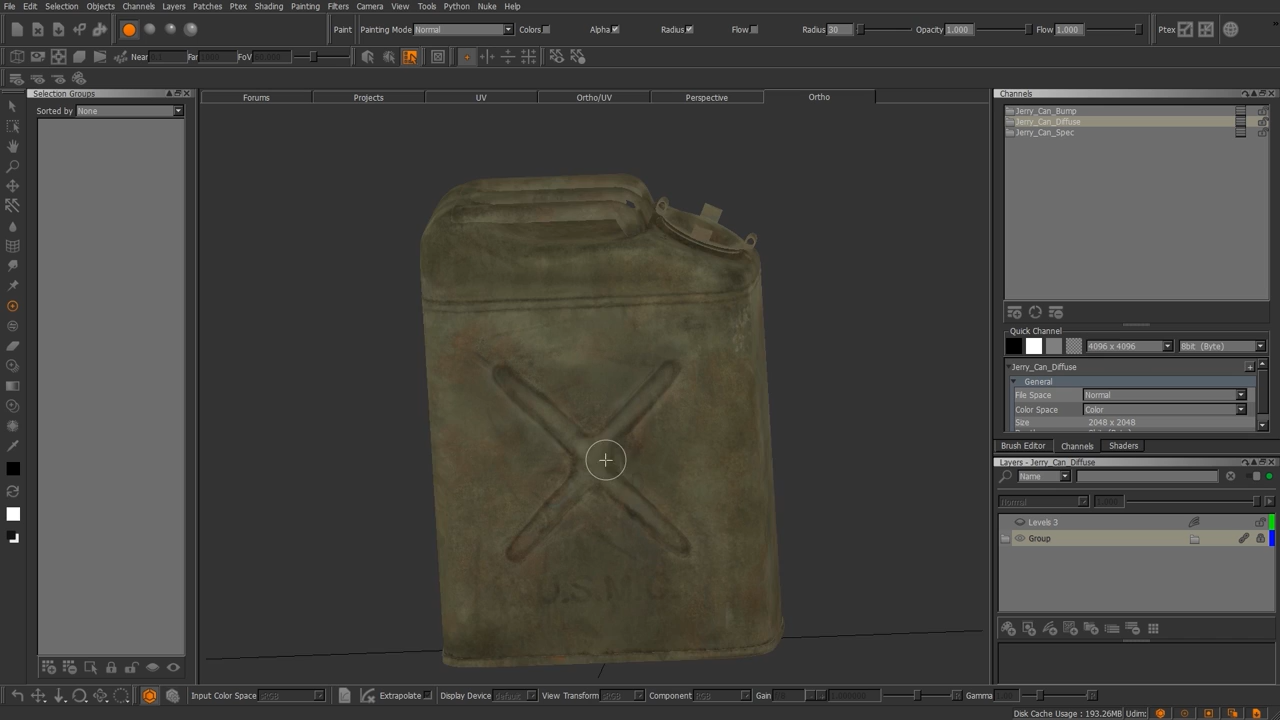 File Edit Selection Objects Channels Layers Patches Ptex Shading Painting Filters Camera View Tools Python Nuke Help
Paint Painting Mode Normal Colors Alpha Radius Flow Radius 30 Opacity 1.000 Flow 1.000 Ptex
Near Far FoV
Selection Groups
Sorted by None
Forums Projects UV Ortho/UV Perspective Ortho
U.S.M.C.
Channels
Jerry_Can_Bump
Jerry_Can_Diffuse
Jerry_Can_Spec
Quick Channel
4096 x 4096 8bit (Byte)
Jerry_Can_Diffuse
General
File Space Normal
Color Space Color
Size 2048 x 2048
Brush Editor Channels Shaders
Layers - Jerry_Can_Diffuse
Name
Normal
Levels 3
Group
Input Color Space sRGB Extrapolate Display Device default View Transform sRGB Component RGB Gain Gamma
Disk Cache Usage : 193.26MB Udim: